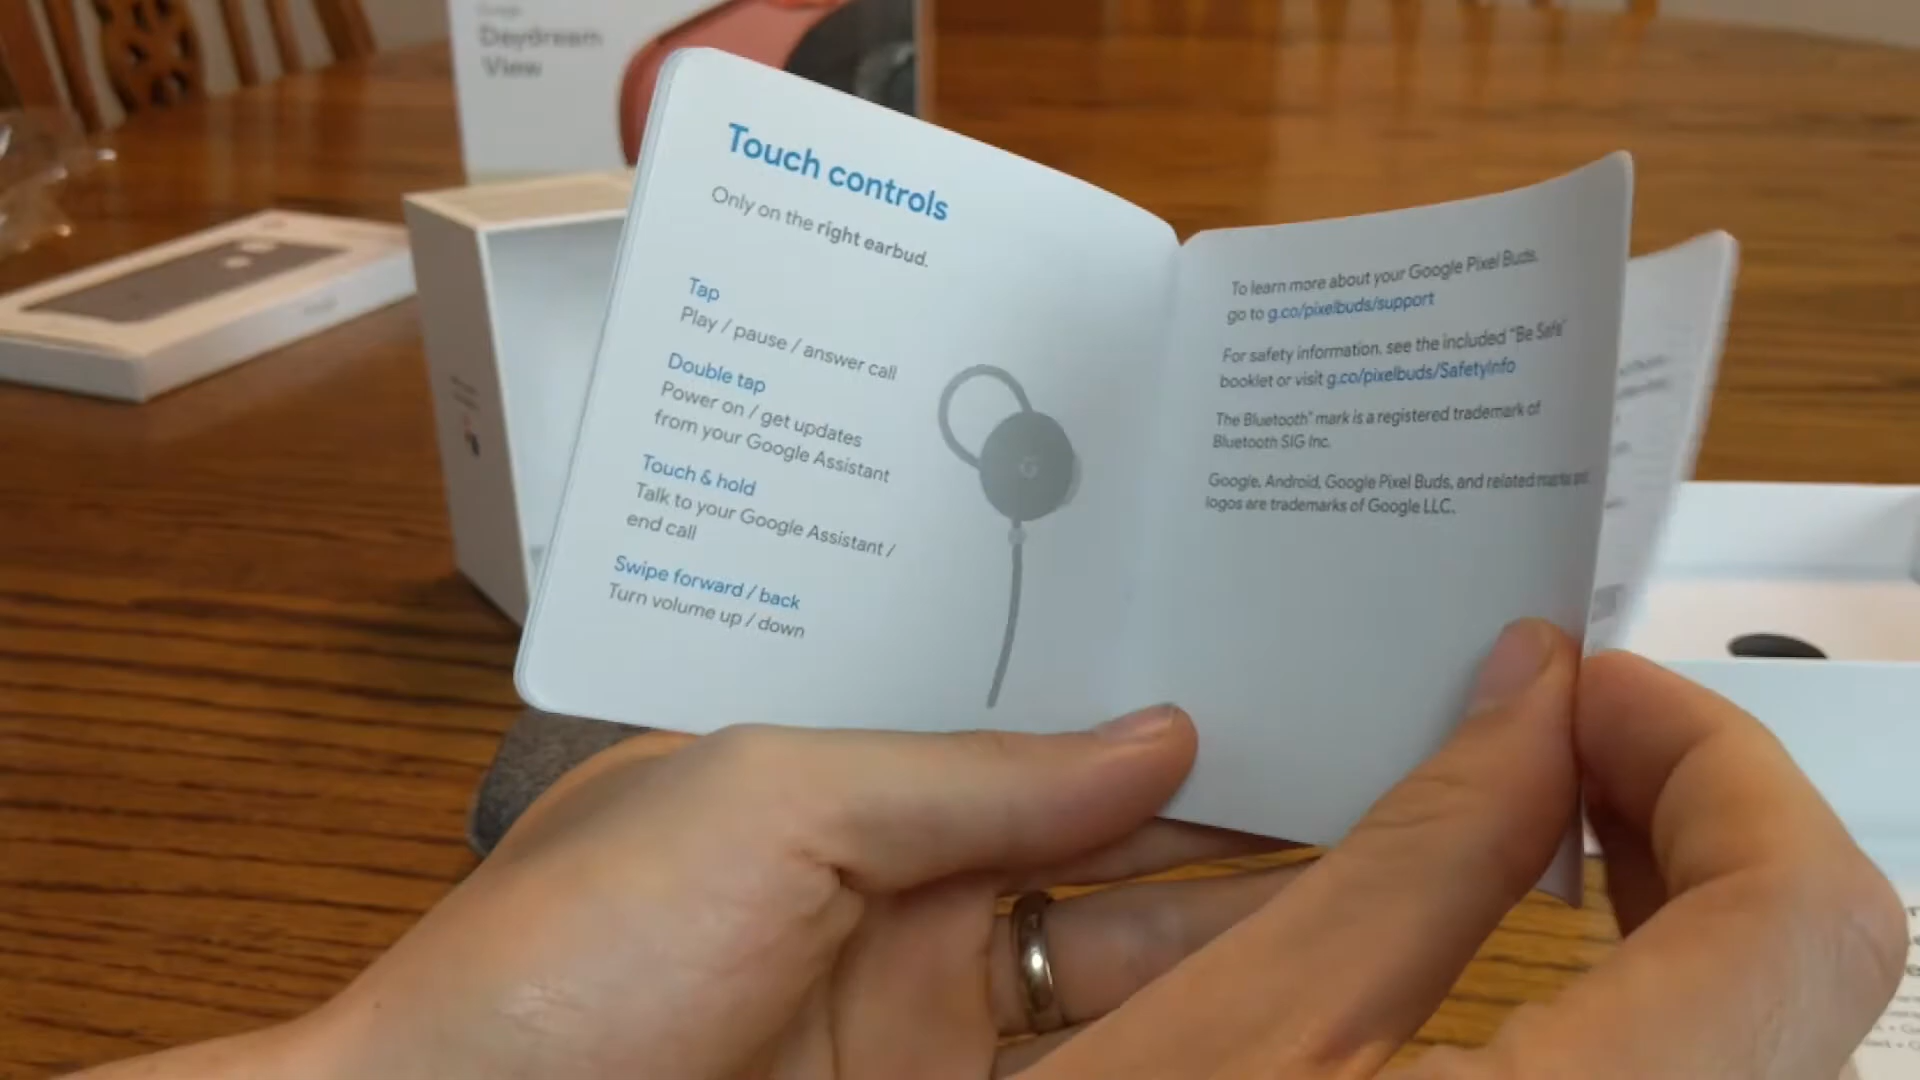 Daydream
View
Touch controls
Only on the right earbud.
Tap
Play / pause / answer call
Double tap
Power on / get updates
from your Google Assistant
Touch & hold
Talk to your Google Assistant /
end call
Swipe forward / back
Turn volume up / down
To learn more about your Google Pixel Buds,
go to g.co/pixelbuds/support
For safety information, see the included "Be Safe"
booklet or visit g.co/pixelbuds/SafetyInfo
The Bluetooth® mark is a registered trademark of
Bluetooth SIG Inc.
Google, Android, Google Pixel Buds, and related marks and
logos are trademarks of Google LLC.